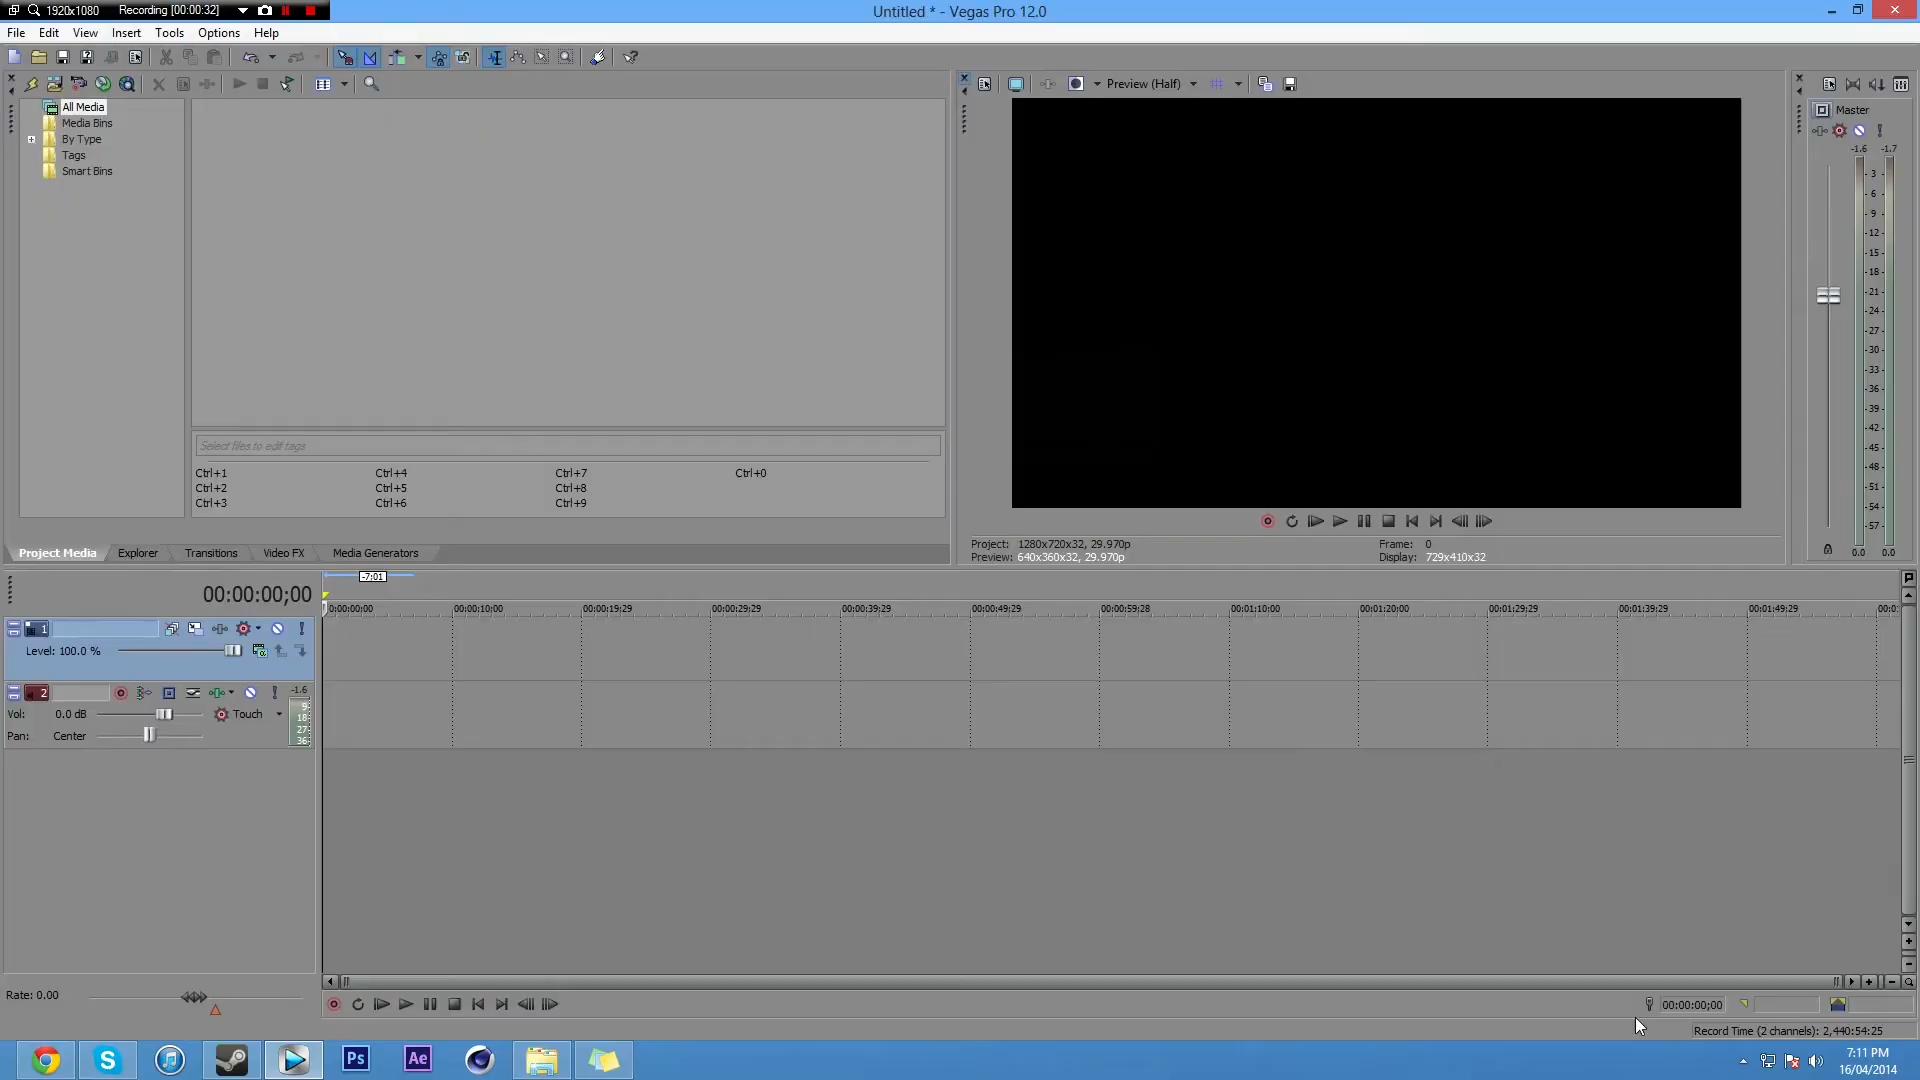 1920x1080 Recording [00:00:32]
Untitled * - Vegas Pro 12.0
File Edit View Insert Tools Options Help
All Media
Media Bins
By Type
Tags
Smart Bins
Select files to edit tags
Ctrl+1 Ctrl+4 Ctrl+7 Ctrl+0
Ctrl+2 Ctrl+5 Ctrl+8
Ctrl+3 Ctrl+6 Ctrl+9
Project Media Explorer Transitions Video FX Media Generators
Preview (Half)
Project: 1280x720x32, 29.970p Frame: 0
Preview: 640x360x32, 29.970p Display: 729x410x32
Master
-1.6 -1.7
- 3 -
- 6 -
- 9 -
- 12 -
- 15 -
- 18 -
- 21 -
- 24 -
- 27 -
- 30 -
- 33 -
- 36 -
- 39 -
- 42 -
- 45 -
- 48 -
- 51 -
- 54 -
- 57 -
0.0 0.0
00:00:00;00
-7;01
0:00:00;00 00:00:10;00 00:00:19;29 00:00:29;29 00:00:39;29 00:00:49;29 00:00:59;28 00:01:10;00 00:01:20;00 00:01:29;29 00:01:39;29 00:01:49;29 00:0
1
Level: 100.0 %
2 -1.6
Vol: 0.0 dB Touch
Pan: Center
9
18
27
36
Rate: 0.00
00:00:00;00
Record Time (2 channels): 2,440:54:25
Ps Ae
7:11 PM
16/04/2014